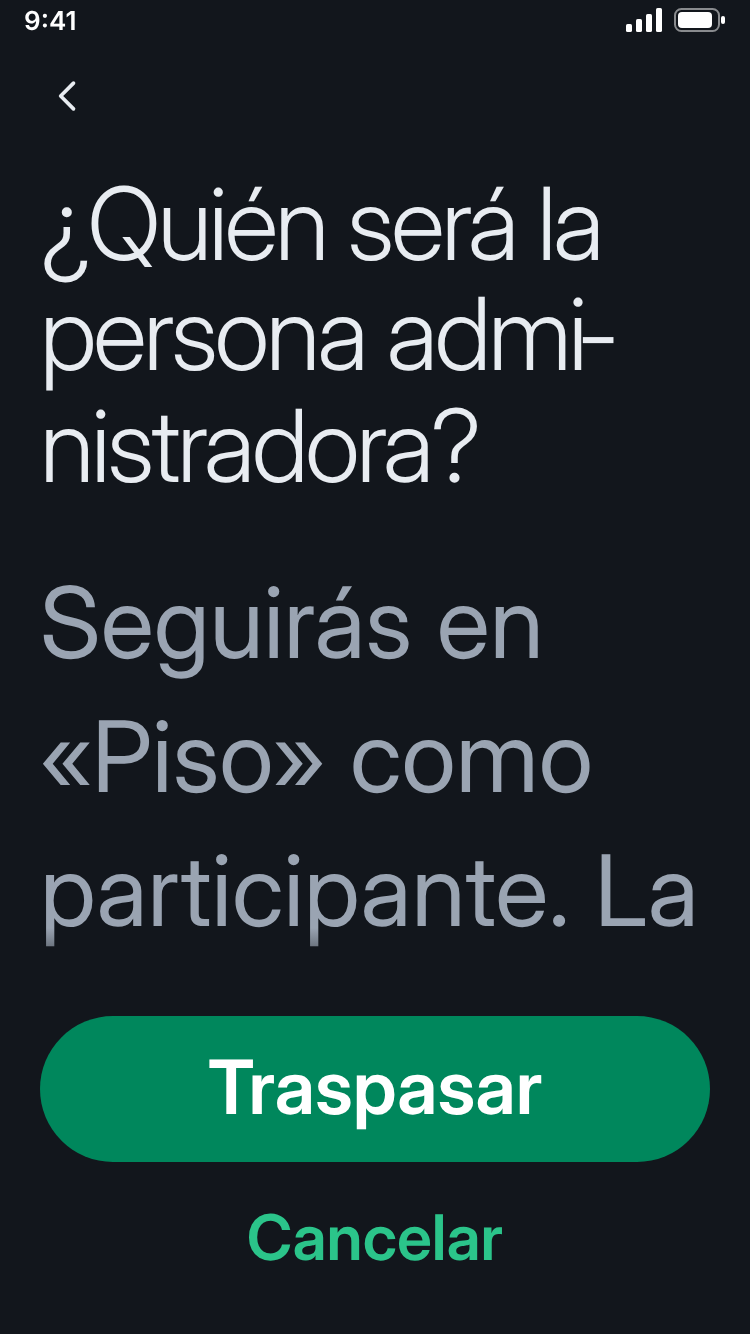 9:41
¿Quién será la
persona admi-
nistradora?
Seguirás en
«Piso» como
participante. La
Traspasar
Cancelar